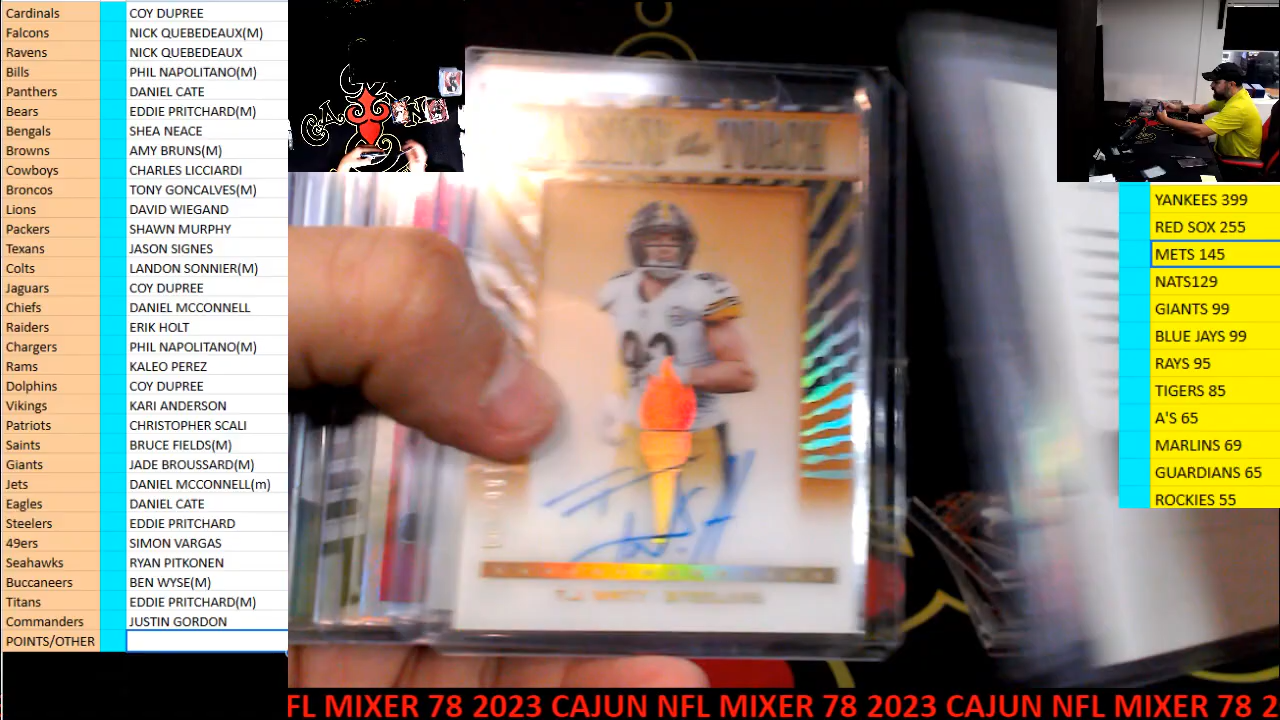 Cardinals COY DUPREE
Falcons NICK QUEBEDEAUX(M)
Ravens NICK QUEBEDEAUX
Bills PHIL NAPOLITANO(M)
Panthers DANIEL CATE
Bears EDDIE PRITCHARD(M)
Bengals SHEA NEACE
Browns AMY BRUNS(M)
Cowboys CHARLES LICCIARDI
Broncos TONY GONCALVES(M)
Lions DAVID WIEGAND
Packers SHAWN MURPHY
Texans JASON SIGNES
Colts LANDON SONNIER(M)
Jaguars COY DUPREE
Chiefs DANIEL MCCONNELL
Raiders ERIK HOLT
Chargers PHIL NAPOLITANO(M)
Rams KALEO PEREZ
Dolphins COY DUPREE
Vikings KARI ANDERSON
Patriots CHRISTOPHER SCALI
Saints BRUCE FIELDS(M)
Giants JADE BROUSSARD(M)
Jets DANIEL MCCONNELL(m)
Eagles DANIEL CATE
Steelers EDDIE PRITCHARD
49ers SIMON VARGAS
Seahawks RYAN PITKONEN
Buccaneers BEN WYSE(M)
Titans EDDIE PRITCHARD(M)
Commanders JUSTIN GORDON
POINTS/OTHER
YANKEES 399
RED SOX 255
METS 145
NATS129
GIANTS 99
BLUE JAYS 99
RAYS 95
TIGERS 85
A'S 65
MARLINS 69
GUARDIANS 65
ROCKIES 55
T.J. WATT STEELERS
FL MIXER 78 2023 CAJUN NFL MIXER 78 2023 CAJUN NFL MIXER 78 2